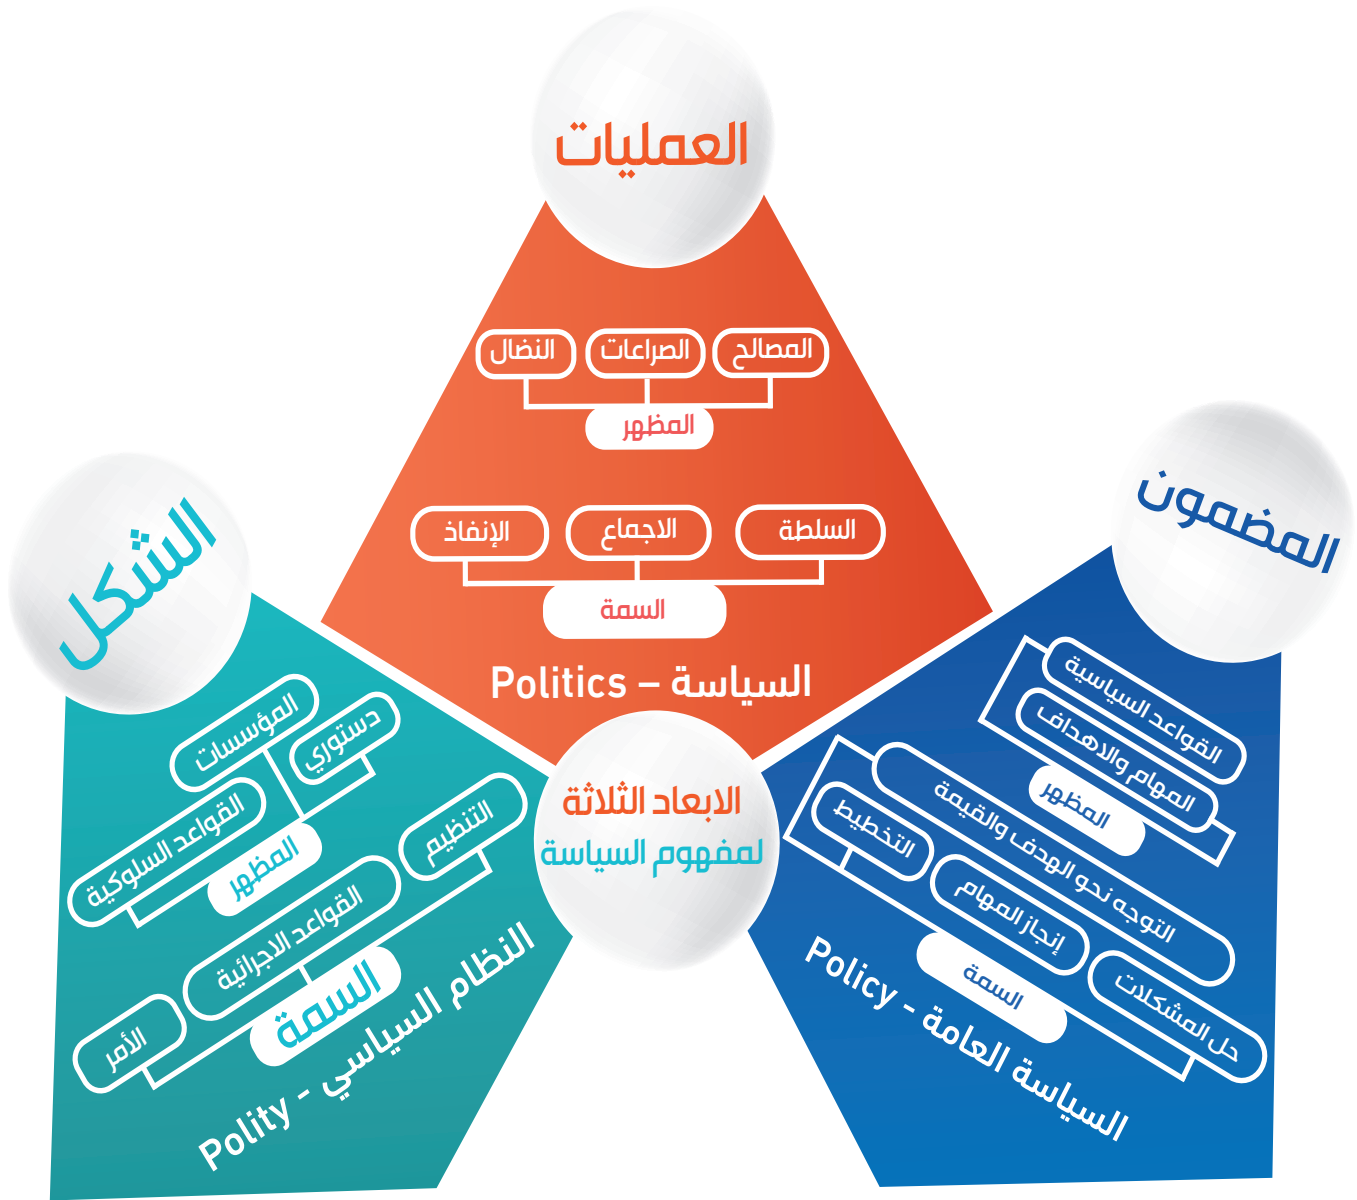 العمليات
المصالح
الصراعات
النضال
المظهر
السلطة
الاجماع
الإنفاذ
السمة
السياسة – Politics
المضمون
القواعد السياسية
المهام والاهداف
المظهر
التوجه نحو الهدف والقيمة
التخطيط
إنجاز المهام
حل المشكلات
السمة
السياسة العامة - Policy
الشكل
المؤسسات
دستوري
القواعد السلوكية
المظهر
التنظيم
القواعد الاجرائية
الأمر
السمة
النظام السياسي - Polity
الابعاد الثلاثة
لمفهوم السياسة